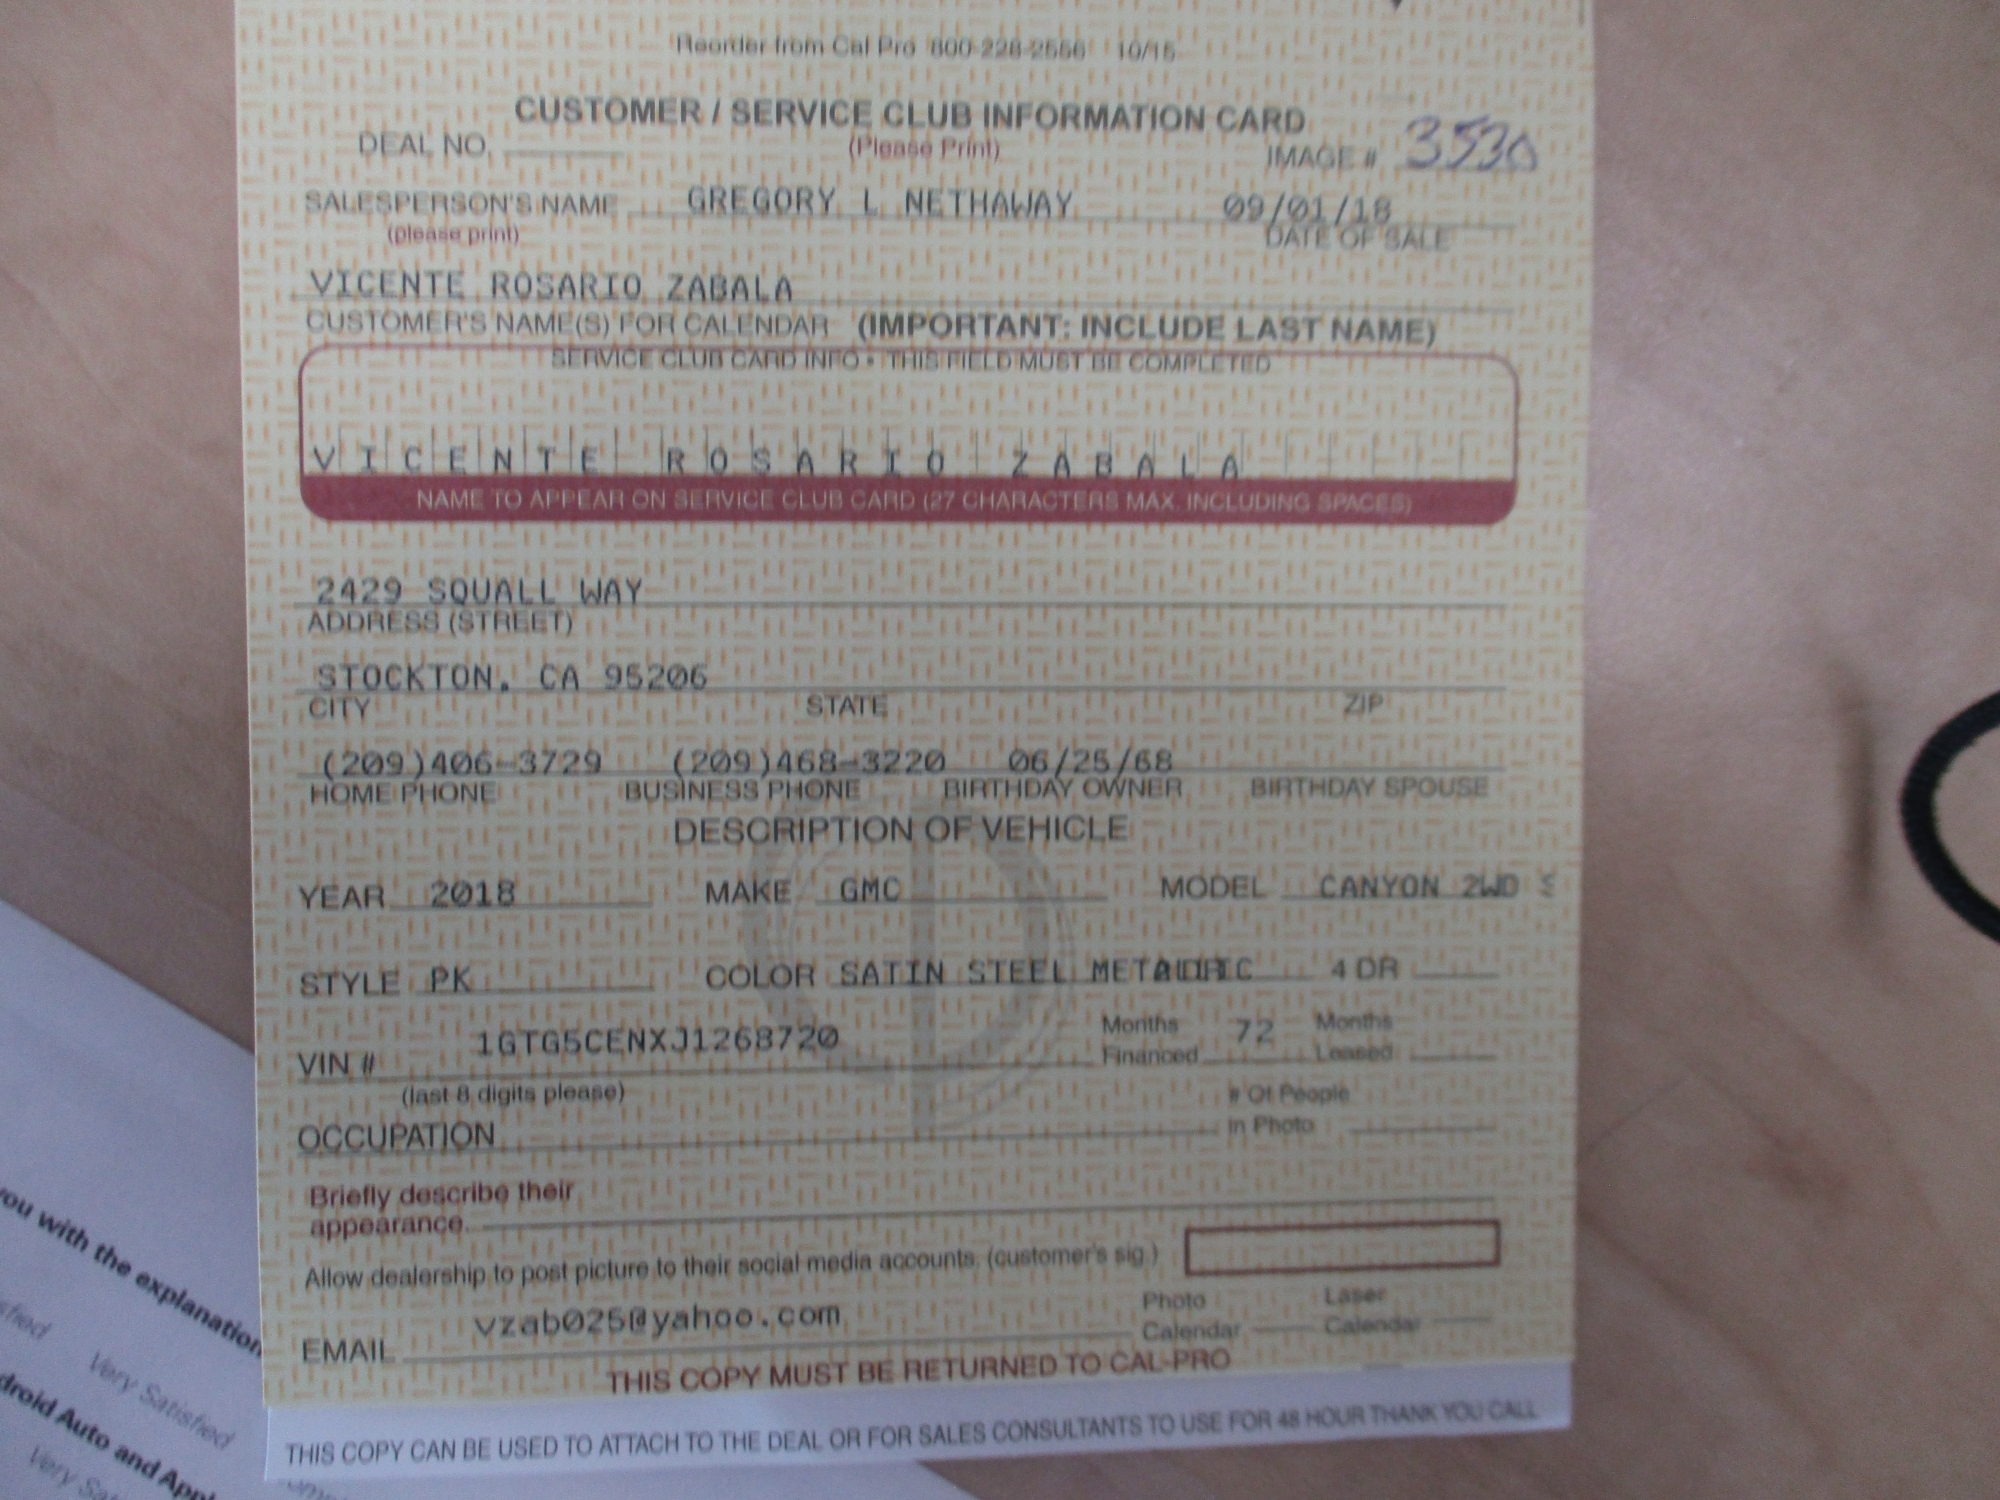 Reorder from Cal Pro 800-228-2556 10/15
CUSTOMER / SERVICE CLUB INFORMATION CARD
DEAL NO. (Please Print) IMAGE # 3530
SALESPERSON'S NAME GREGORY L NETHAWAY 09/01/18
(please print) DATE OF SALE
VICENTE ROSARIO ZABALA
CUSTOMER'S NAME(S) FOR CALENDAR (IMPORTANT: INCLUDE LAST NAME)
SERVICE CLUB CARD INFO • THIS FIELD MUST BE COMPLETED
VICENTE ROSARIO ZABALA
NAME TO APPEAR ON SERVICE CLUB CARD (27 CHARACTERS MAX. INCLUDING SPACES)
2429 SQUALL WAY
ADDRESS (STREET)
STOCKTON, CA 95206
CITY STATE ZIP
(209)406-3729 (209)468-3220 06/25/68
HOME PHONE BUSINESS PHONE BIRTHDAY OWNER BIRTHDAY SPOUSE
DESCRIPTION OF VEHICLE
YEAR 2018 MAKE GMC MODEL CANYON 2WD
STYLE PK COLOR SATIN STEEL 4 DR
VIN # 1GTG5CENXJ1268720 Months Financed 72 Months Leased
(last 8 digits please) # Of People
OCCUPATION In Photo
Briefly describe their
appearance.
Allow dealership to post picture to their social media accounts. (customer's sig.)
EMAIL vzab025@yahoo.com Photo Calendar Laser Calendar
THIS COPY MUST BE RETURNED TO CAL-PRO
THIS COPY CAN BE USED TO ATTACH TO THE DEAL OR FOR SALES CONSULTANTS TO USE FOR 48 HOUR THANK YOU CALL
you with the explanation
Very Satisfied
Auto and
Very